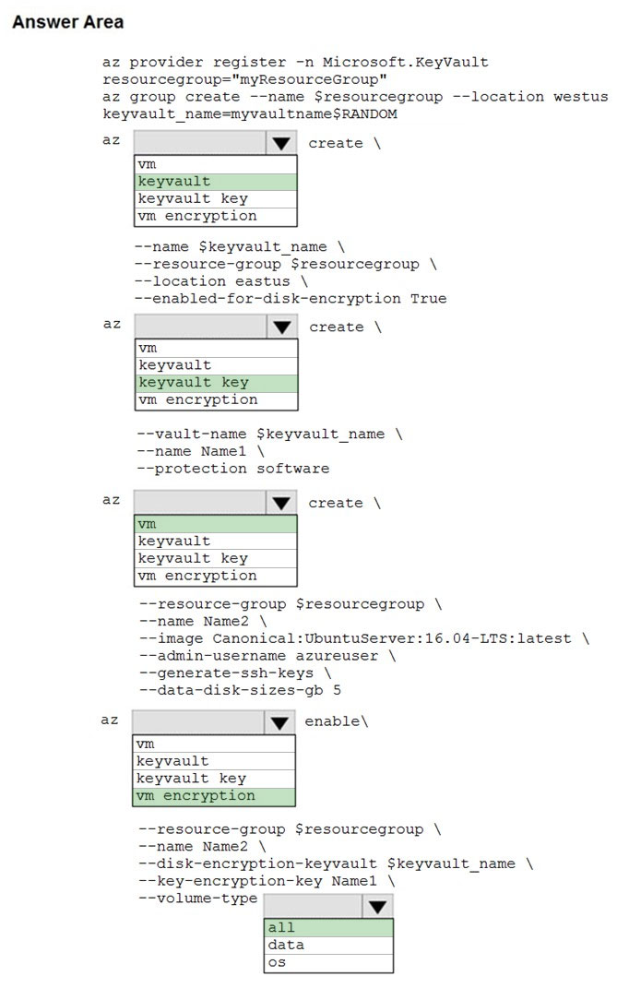 Answer Area
az provider register -n Microsoft.KeyVault
resourcegroup="myResourceGroup"
az group create --name $resourcegroup --location westus
keyvault_name=myvaultname$RANDOM
az create \
vm
keyvault
keyvault key
vm encryption
--name $keyvault_name \
--resource-group $resourcegroup \
--location eastus \
--enabled-for-disk-encryption True
az create \
vm
keyvault
keyvault key
vm encryption
--vault-name $keyvault_name \
--name Name1 \
--protection software
az create \
vm
keyvault
keyvault key
vm encryption
--resource-group $resourcegroup \
--name Name2 \
--image Canonical:UbuntuServer:16.04-LTS:latest \
--admin-username azureuser \
--generate-ssh-keys \
--data-disk-sizes-gb 5
az enable\
vm
keyvault
keyvault key
vm encryption
--resource-group $resourcegroup \
--name Name2 \
--disk-encryption-keyvault $keyvault_name \
--key-encryption-key Name1 \
--volume-type
all
data
os